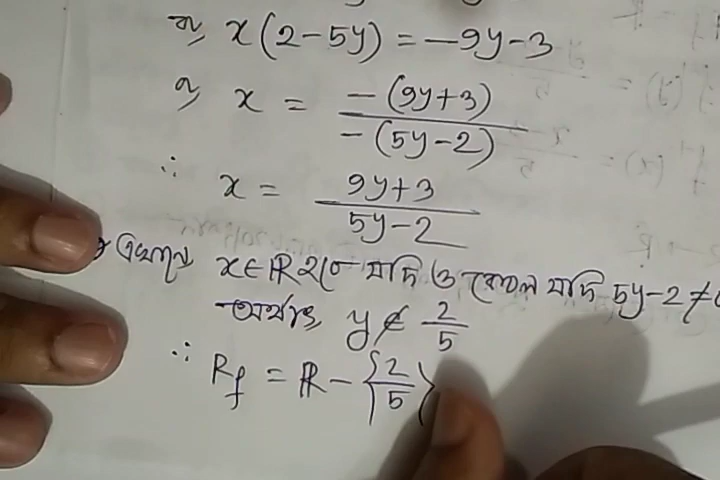 বা, x(2-5y) = -9y-3
বা, x = -(9y+3) / -(5y-2)
∴ x = 9y+3 / 5y-2
এখানে x∈ℝ হবে যদি ও কেবল যদি 5y-2≠0
অর্থাৎ, y ∉ 2/5
∴ R_f = ℝ - {2/5}